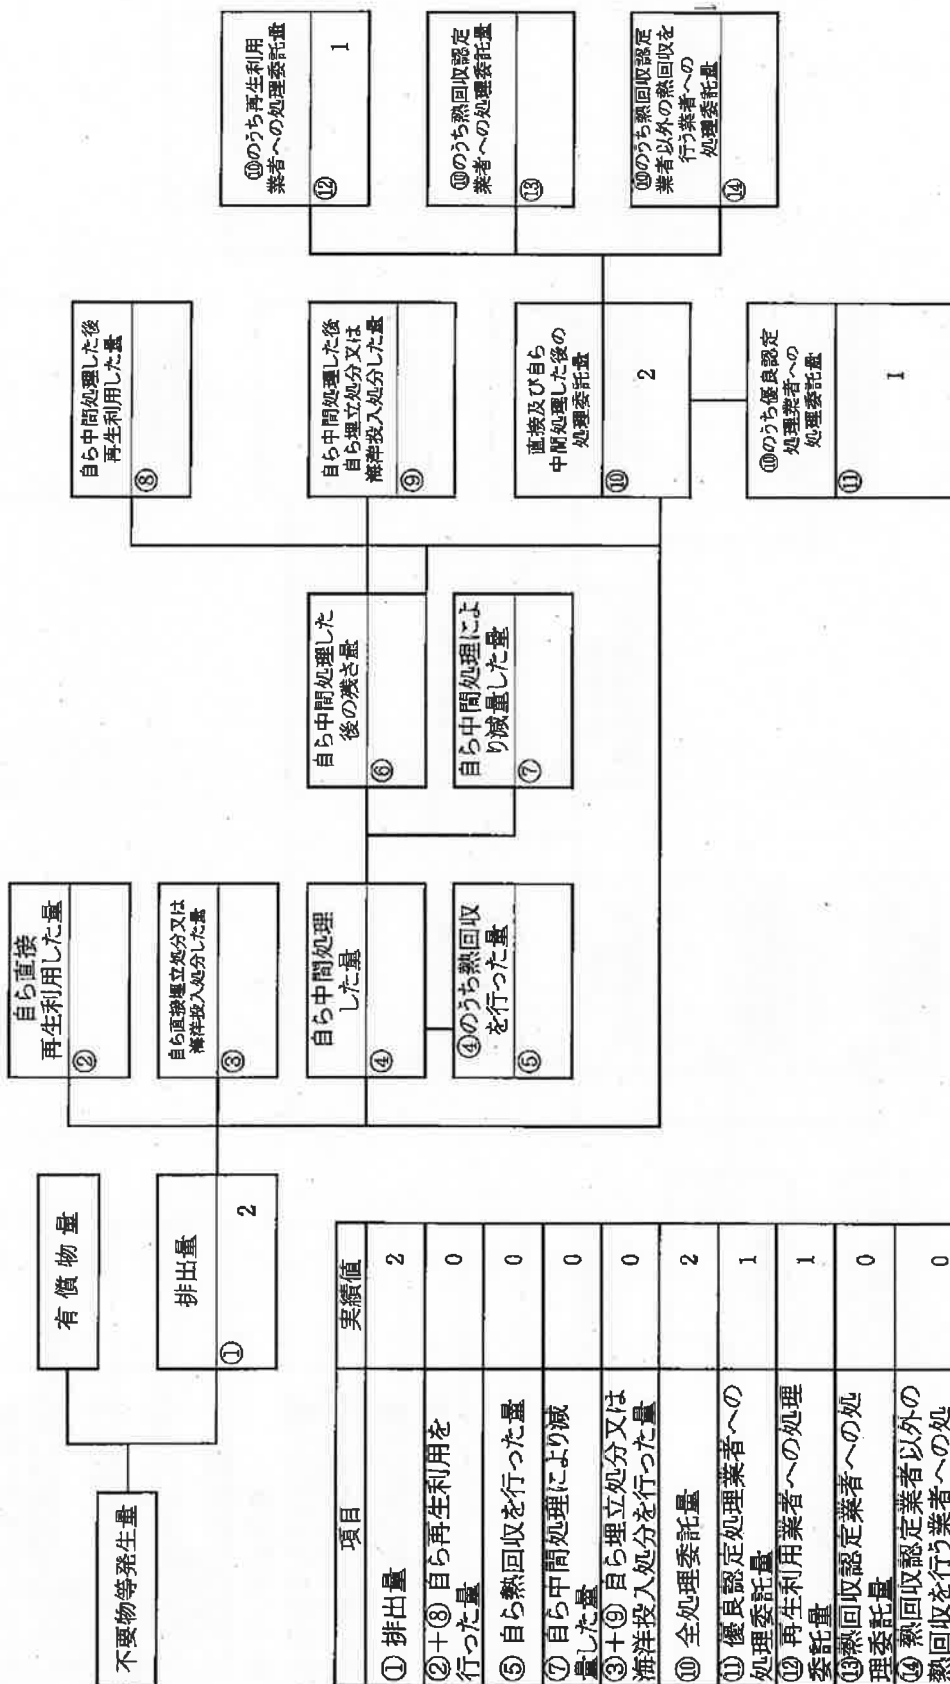 不要物等発生量
有償物量
排出量
①
2
自ら直接
再生利用した量
②
自ら直接埋立処分又は
海洋投入処分した量
③
自ら中間処理
した量
④
④のうち熱回収
を行った量
⑤
自ら中間処理した
後の残さ量
⑥
自ら中間処理によ
り減量した量
⑦
自ら中間処理した後
再生利用した量
⑧
自ら中間処理した後
自ら埋立処分又は
海洋投入処分した量
⑨
直接及び自ら
中間処理した後の
処理委託量
⑩
2
⑩のうち優良認定
処理業者への
処理委託量
⑪
1
⑩のうち再生利用
業者への処理委託量
⑫
1
⑩のうち熱回収認定
業者への処理委託量
⑬
⑩のうち熱回収認定
業者以外の熱回収を
行う業者への
処理委託量
⑭
項目 実績値
①排出量 2
②+⑧ 自ら再生利用を
行った量 0
⑤ 自ら熱回収を行った量 0
⑦ 自ら中間処理により減
量した量 0
③+⑨ 自ら埋立処分又は
海洋投入処分を行った量 0
⑩ 全処理委託量 2
⑪ 優良認定処理業者への
処理委託量 1
⑫ 再生利用業者への処理
委託量 1
⑬熱回収認定業者への処
理委託量 0
⑭ 熱回収認定業者以外の
熱回収を行う業者への処 0